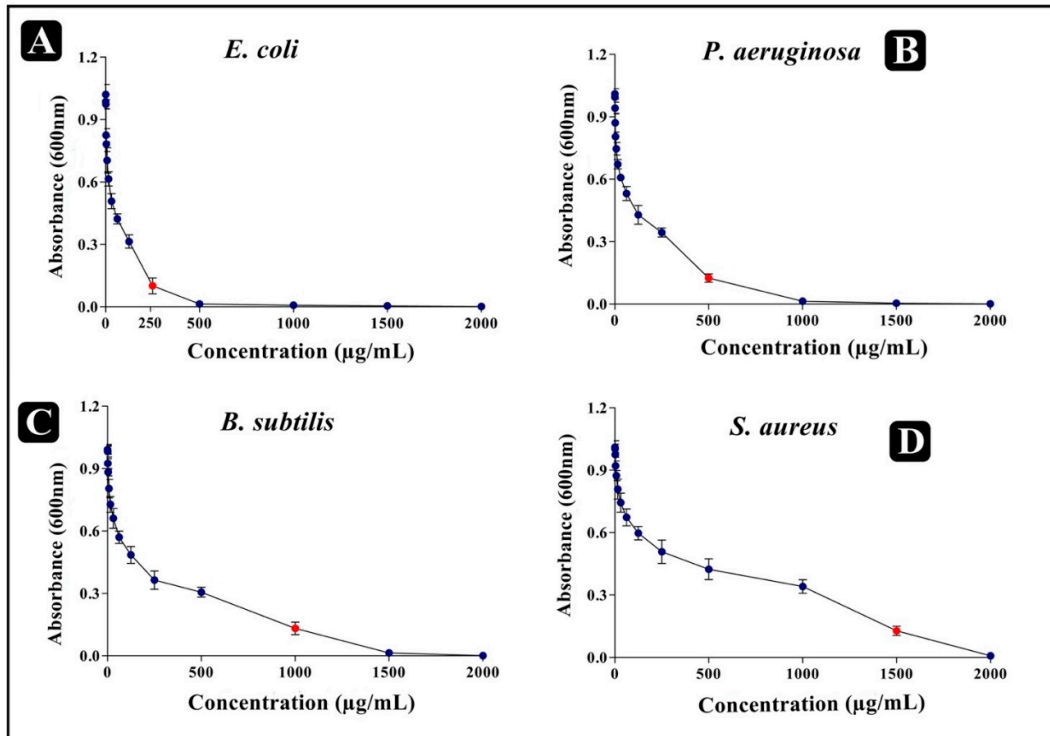 A
E. coli
Absorbance (600nm)
1.2
0.9
0.6
0.3
0.0
0 250 500 1000 1500 2000
Concentration (µg/mL)
P. aeruginosa
B
Absorbance (600nm)
1.2
0.9
0.6
0.3
0.0
0 500 1000 1500 2000
Concentration (µg/mL)
C
B. subtilis
Absorbance (600nm)
1.2
0.9
0.6
0.3
0.0
0 500 1000 1500 2000
Concentration (µg/mL)
S. aureus
D
Absorbance (600nm)
1.2
0.9
0.6
0.3
0.0
0 500 1000 1500 2000
Concentration (µg/mL)